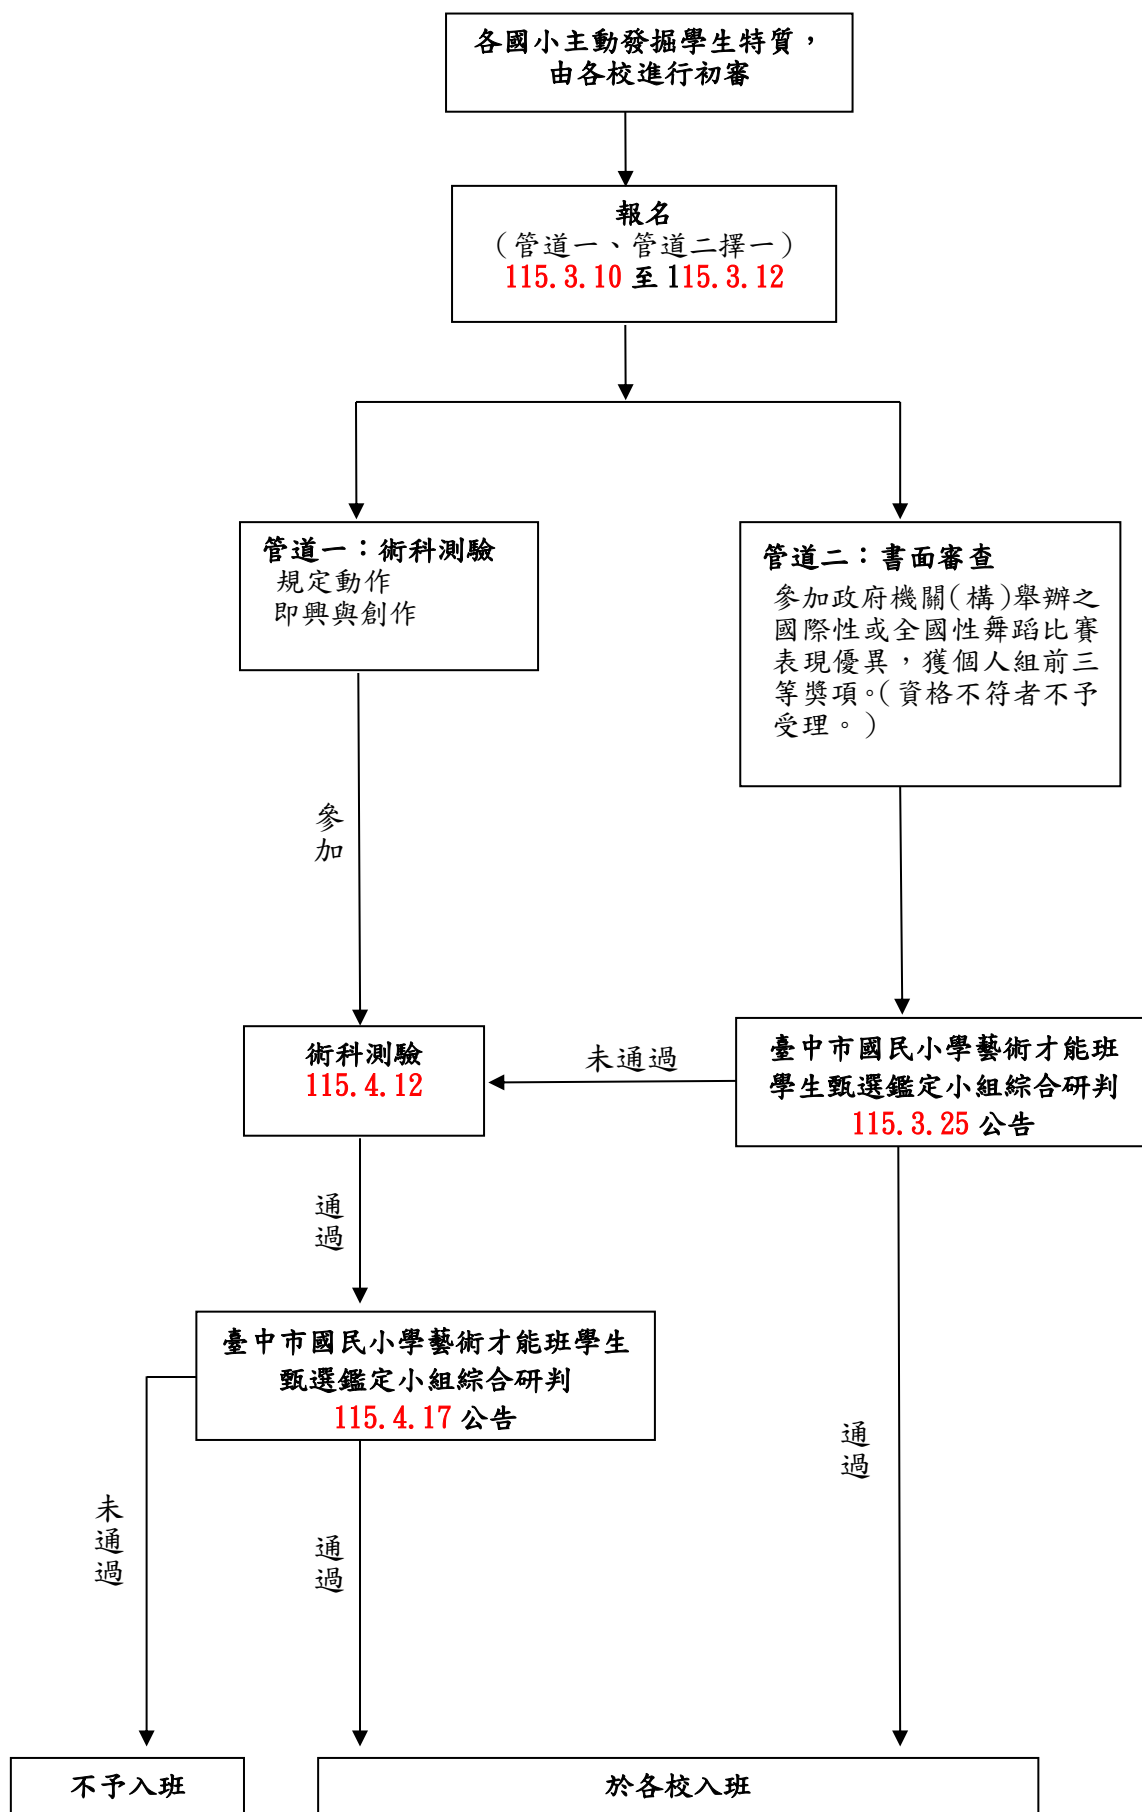 各國小主動發掘學生特質，
由各校進行初審
報名
（管道一、管道二擇一）
115.3.10 至 115.3.12
管道一：術科測驗
規定動作
即興與創作
管道二：書面審查
參加政府機關(構)舉辦之
國際性或全國性舞蹈比賽
表現優異，獲個人組前三
等獎項。(資格不符者不予
受理。)
參加
術科測驗
115.4.12
未通過
臺中市國民小學藝術才能班
學生甄選鑑定小組綜合研判
115.3.25 公告
通過
臺中市國民小學藝術才能班學生
甄選鑑定小組綜合研判
115.4.17 公告
通過
未通過
通過
不予入班
於各校入班